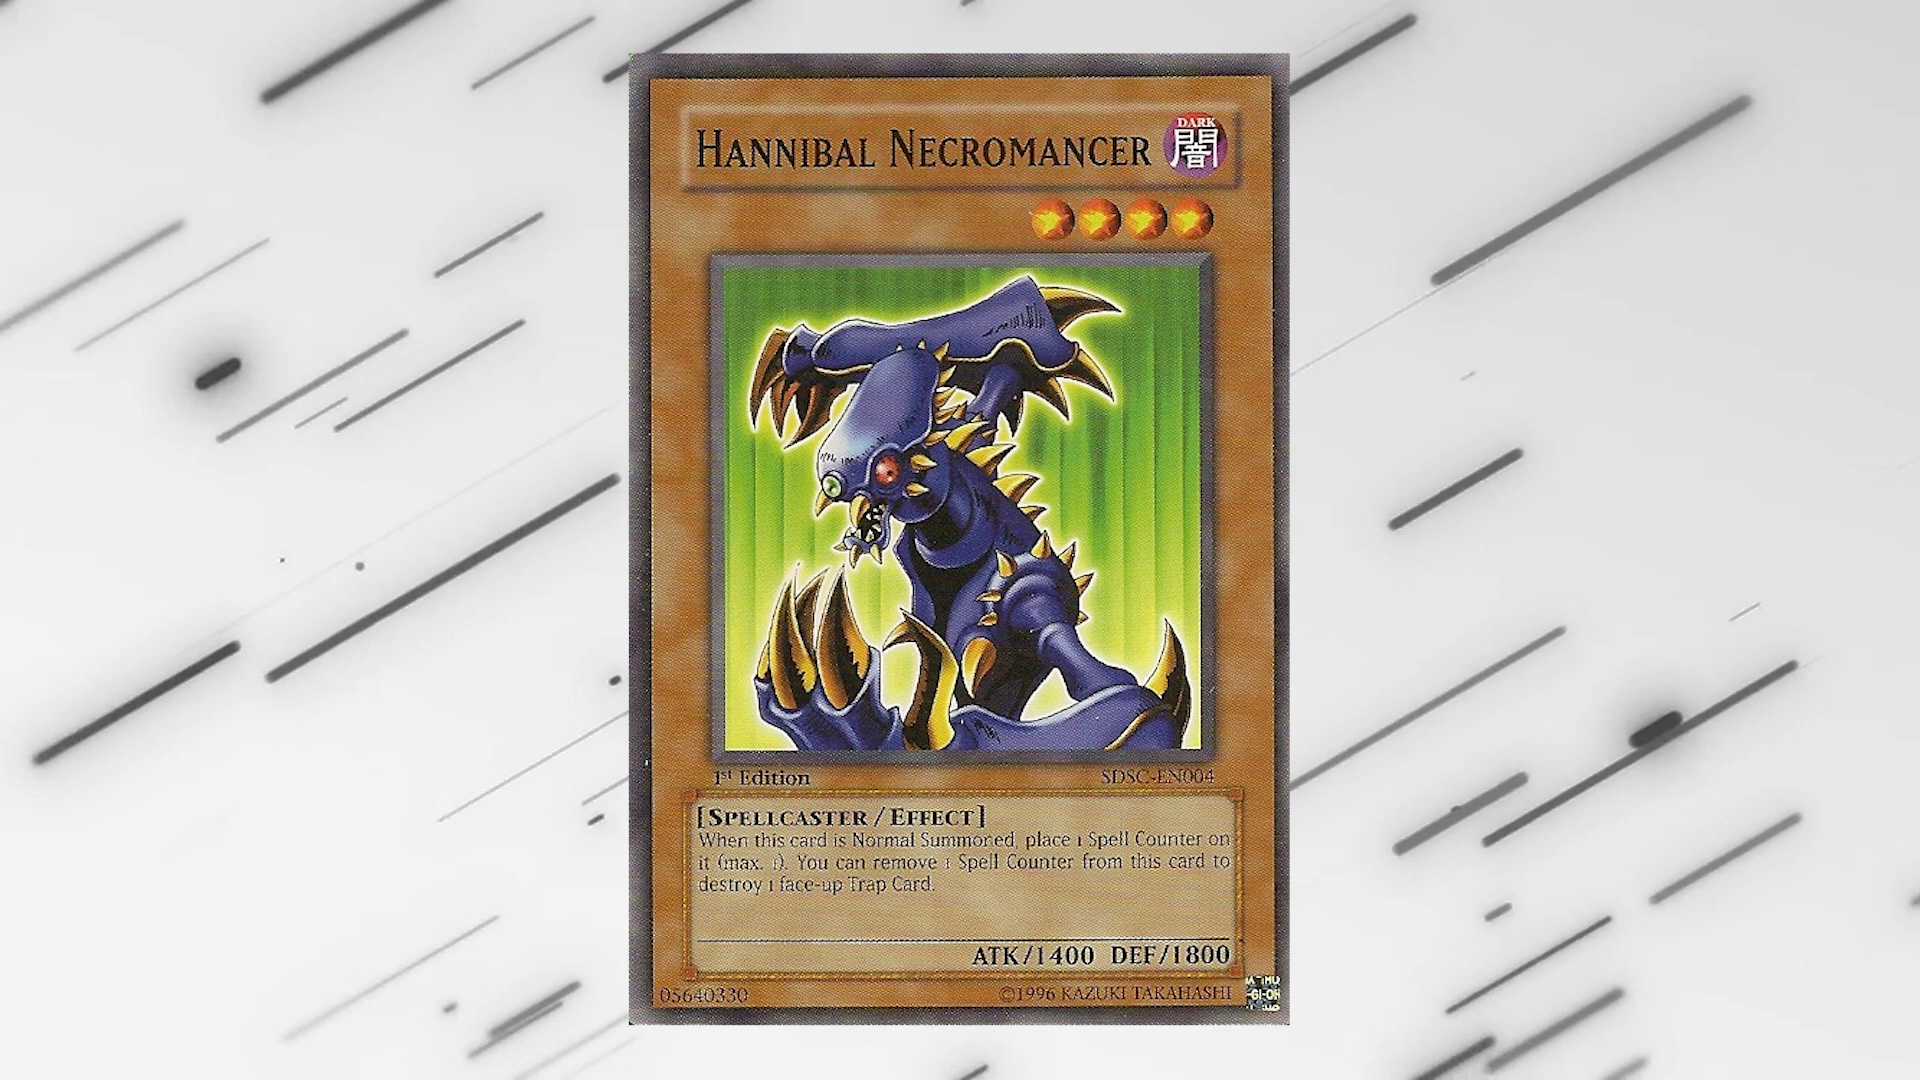 HANNIBAL NECROMANCER
DARK
闇
1st Edition
SDSC-EN004
[SPELLCASTER / EFFECT]
When this card is Normal Summoned, place 1 Spell Counter on
it (max. 1). You can remove 1 Spell Counter from this card to
destroy 1 face-up Trap Card.
ATK/1400 DEF/1800
05640330
©1996 KAZUKI TAKAHASHI